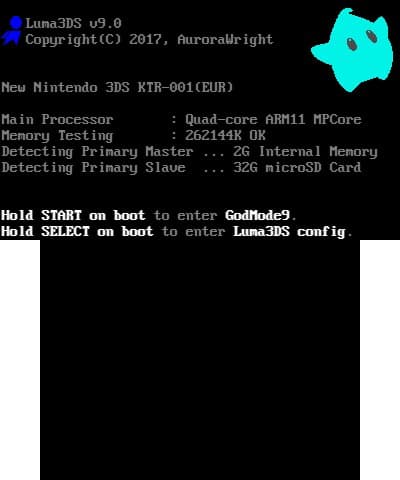 Luma3DS v9.0
Copyright(C) 2017, AuroraWright
New Nintendo 3DS KTR-001(EUR)
Main Processor : Quad-core ARM11 MPCore
Memory Testing : 262144K OK
Detecting Primary Master ... 2G Internal Memory
Detecting Primary Slave ... 32G microSD Card
Hold START on boot to enter GodMode9.
Hold SELECT on boot to enter Luma3DS config.